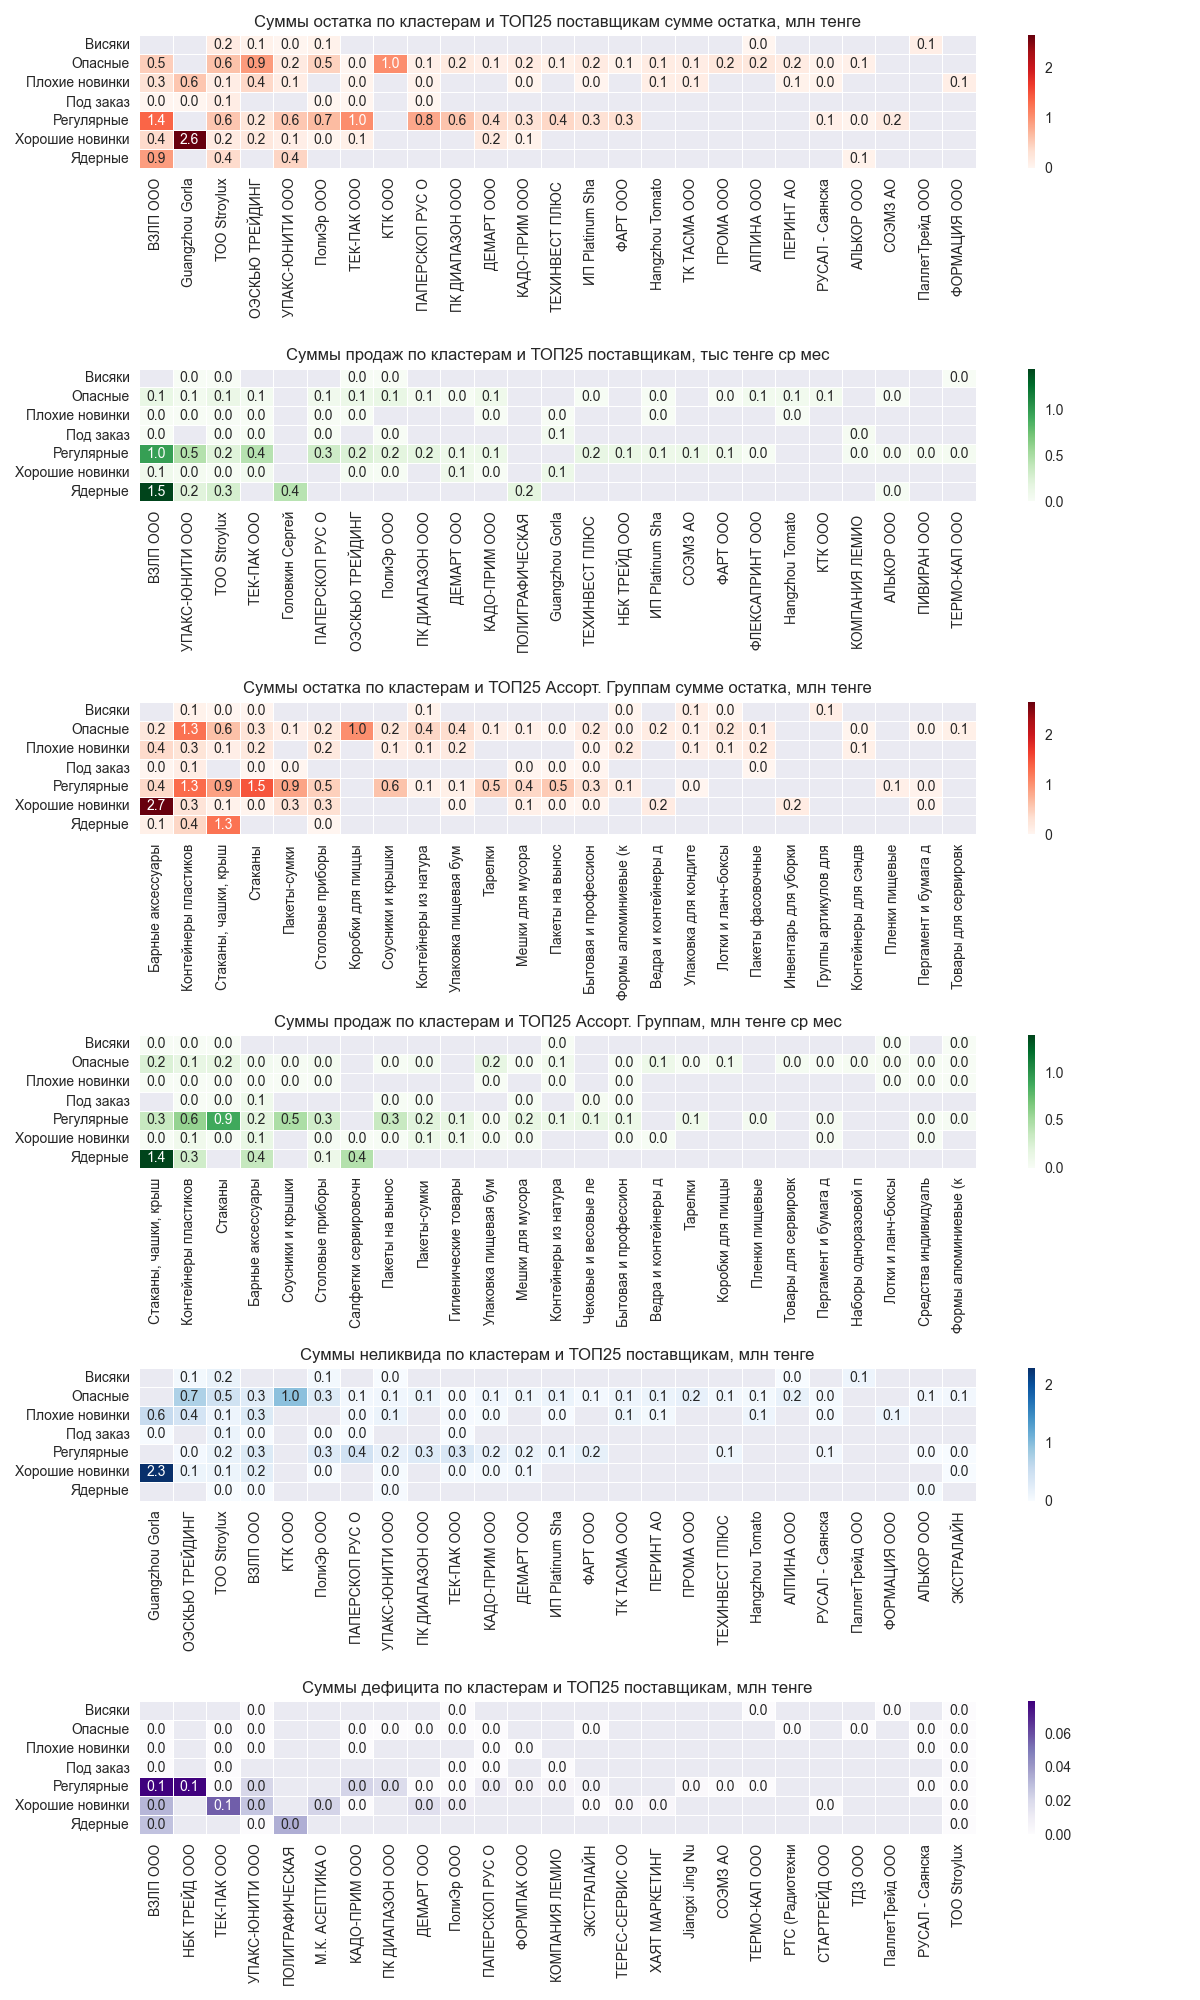 Суммы остатка по кластерам и ТОП25 поставщикам сумме остатка, млн тенге
Висяки 0.2 0.1 0.0 0.1 0.0 0.1
Опасные 0.5 0.6 0.9 0.2 0.5 0.0 1.0 0.1 0.2 0.1 0.2 0.1 0.2 0.1 0.1 0.2 0.2 0.2 0.0 0.1
Плохие новинки 0.3 0.6 0.1 0.4 0.1 0.0 0.0 0.0 0.0 0.1 0.1 0.1 0.0 0.1
Под заказ 0.0 0.0 0.1 0.0 0.0 0.0
Регулярные 1.4 0.6 0.2 0.6 0.7 1.0 0.8 0.6 0.4 0.3 0.4 0.3 0.3 0.1 0.0 0.2
Хорошие новинки 0.4 2.6 0.2 0.2 0.1 0.0 0.1 0.2 0.1
Ядерные 0.9 0.4 0.4 0.1
2
1
0
ВЗЛП ООО
Guangzhou Gorla
ТОО Stroylux
ОЭСКЬЮ ТРЕЙДИНГ
УПАКС-ЮНИТИ ООО
ПолиЭр ООО
ТЕК-ПАК ООО
КТК ООО
ПАПЕРСКОП РУС О
ПК ДИАПАЗОН ООО
ДЕМАРТ ООО
КАДО-ПРИМ ООО
ТЕХИНВЕСТ ПЛЮС
ИП Platinum Sha
ФАРТ ООО
Hangzhou Tomato
ТК ТАСМА ООО
ПРОМА ООО
АЛПИНА ООО
ПЕРИНТ АО
РУСАЛ - Саянска
АЛЬКОР ООО
СОЭМЗ АО
ПаллетТрейд ООО
ФОРМАЦИЯ ООО
Суммы продаж по кластерам и ТОП25 поставщикам, тыс тенге ср мес
Висяки 0.0 0.0 0.0 0.0 0.0
Опасные 0.1 0.1 0.1 0.1 0.1 0.1 0.1 0.1 0.0 0.1 0.0 0.0 0.0 0.1 0.1 0.1 0.0
Плохие новинки 0.0 0.0 0.0 0.0 0.0 0.0 0.0 0.0 0.0 0.0
Под заказ 0.0 0.0 0.0 0.0 0.0 0.1 0.0
Регулярные 1.0 0.5 0.2 0.4 0.3 0.2 0.2 0.2 0.1 0.1 0.2 0.1 0.1 0.1 0.1 0.0 0.0 0.0 0.0 0.0
Хорошие новинки 0.1 0.0 0.0 0.0 0.0 0.0 0.1 0.0 0.1
Ядерные 1.5 0.2 0.3 0.4 0.2 0.0
1.0
0.5
0.0
ВЗЛП ООО
УПАКС-ЮНИТИ ООО
ТОО Stroylux
ТЕК-ПАК ООО
Головкин Сергей
ПАПЕРСКОП РУС О
ОЭСКЬЮ ТРЕЙДИНГ
ПолиЭр ООО
ПК ДИАПАЗОН ООО
ДЕМАРТ ООО
КАДО-ПРИМ ООО
ПОЛИГРАФИЧЕСКАЯ
Guangzhou Gorla
ТЕХИНВЕСТ ПЛЮС
НБК ТРЕЙД ООО
ИП Platinum Sha
СОЭМЗ АО
ФАРТ ООО
ФЛЕКСАПРИНТ ООО
Hangzhou Tomato
КТК ООО
КОМПАНИЯ ЛЕМИО
АЛЬКОР ООО
ПИВИРАН ООО
ТЕРМО-КАП ООО
Суммы остатка по кластерам и ТОП25 Ассорт. Группам сумме остатка, млн тенге
Висяки 0.1 0.0 0.0 0.1 0.0 0.1 0.0 0.1
Опасные 0.2 1.3 0.6 0.3 0.1 0.2 1.0 0.2 0.4 0.4 0.1 0.1 0.0 0.2 0.0 0.2 0.1 0.2 0.1 0.0 0.0 0.1
Плохие новинки 0.4 0.3 0.1 0.2 0.2 0.1 0.1 0.2 0.0 0.2 0.1 0.1 0.2 0.1
Под заказ 0.0 0.1 0.0 0.0 0.0 0.0 0.0 0.0
Регулярные 0.4 1.3 0.9 1.5 0.9 0.5 0.6 0.1 0.1 0.5 0.4 0.5 0.3 0.1 0.0 0.1 0.0
Хорошие новинки 2.7 0.3 0.1 0.0 0.3 0.3 0.0 0.1 0.0 0.0 0.2 0.2 0.0
Ядерные 0.1 0.4 1.3 0.0
2
1
0
Барные аксессуары
Контейнеры пластиков
Стаканы, чашки, крыш
Стаканы
Пакеты-сумки
Столовые приборы
Коробки для пиццы
Соусники и крышки
Контейнеры из натура
Упаковка пищевая бум
Тарелки
Мешки для мусора
Пакеты на вынос
Бытовая и профессион
Формы алюминиевые (к
Ведра и контейнеры д
Упаковка для кондите
Лотки и ланч-боксы
Пакеты фасовочные
Инвентарь для уборки
Группы артикулов для
Контейнеры для сэндв
Пленки пищевые
Пергамент и бумага д
Товары для сервировк
Суммы продаж по кластерам и ТОП25 Ассорт. Группам, млн тенге ср мес
Висяки 0.0 0.0 0.0 0.0 0.0 0.0
Опасные 0.2 0.1 0.2 0.0 0.0 0.0 0.0 0.0 0.2 0.0 0.1 0.0 0.1 0.0 0.1 0.0 0.0 0.0 0.0 0.0 0.0
Плохие новинки 0.0 0.0 0.0 0.0 0.0 0.0 0.0 0.0 0.0 0.0 0.0 0.0
Под заказ 0.0 0.0 0.1 0.0 0.0 0.0 0.0 0.0
Регулярные 0.3 0.6 0.9 0.2 0.5 0.3 0.3 0.2 0.1 0.0 0.2 0.1 0.1 0.1 0.1 0.0 0.0 0.0 0.0
Хорошие новинки 0.0 0.1 0.0 0.1 0.0 0.0 0.0 0.1 0.1 0.0 0.0 0.0 0.0 0.0 0.0
Ядерные 1.4 0.3 0.4 0.1 0.4
1.0
0.5
0.0
Стаканы, чашки, крыш
Контейнеры пластиков
Стаканы
Барные аксессуары
Соусники и крышки
Столовые приборы
Салфетки сервировочн
Пакеты на вынос
Пакеты-сумки
Гигиенические товары
Упаковка пищевая бум
Мешки для мусора
Контейнеры из натура
Чековые и весовые ле
Бытовая и профессион
Ведра и контейнеры д
Тарелки
Коробки для пиццы
Пленки пищевые
Товары для сервировк
Пергамент и бумага д
Наборы одноразовой п
Лотки и ланч-боксы
Средства индивидуаль
Формы алюминиевые (к
Суммы неликвида по кластерам и ТОП25 поставщикам, млн тенге
Висяки 0.1 0.2 0.1 0.0 0.0 0.1
Опасные 0.7 0.5 0.3 1.0 0.3 0.1 0.1 0.1 0.0 0.1 0.1 0.1 0.1 0.1 0.1 0.2 0.1 0.1 0.2 0.0 0.1 0.1
Плохие новинки 0.6 0.4 0.1 0.3 0.0 0.1 0.0 0.0 0.0 0.1 0.1 0.1 0.0 0.1
Под заказ 0.0 0.1 0.0 0.0 0.0 0.0
Регулярные 0.0 0.2 0.3 0.3 0.4 0.2 0.3 0.3 0.2 0.2 0.1 0.2 0.1 0.1 0.0 0.0
Хорошие новинки 2.3 0.1 0.1 0.2 0.0 0.0 0.0 0.0 0.1 0.0
Ядерные 0.0 0.0 0.0 0.0
2
1
0
Guangzhou Gorla
ОЭСКЬЮ ТРЕЙДИНГ
ТОО Stroylux
ВЗЛП ООО
КТК ООО
ПолиЭр ООО
ПАПЕРСКОП РУС О
УПАКС-ЮНИТИ ООО
ПК ДИАПАЗОН ООО
ТЕК-ПАК ООО
КАДО-ПРИМ ООО
ДЕМАРТ ООО
ИП Platinum Sha
ФАРТ ООО
ТК ТАСМА ООО
ПЕРИНТ АО
ПРОМА ООО
ТЕХИНВЕСТ ПЛЮС
Hangzhou Tomato
АЛПИНА ООО
РУСАЛ - Саянска
ПаллетТрейд ООО
ФОРМАЦИЯ ООО
АЛЬКОР ООО
ЭКСТРАЛАЙН
Суммы дефицита по кластерам и ТОП25 поставщикам, млн тенге
Висяки 0.0 0.0 0.0 0.0 0.0
Опасные 0.0 0.0 0.0 0.0 0.0 0.0 0.0 0.0 0.0 0.0 0.0 0.0 0.0
Плохие новинки 0.0 0.0 0.0 0.0 0.0 0.0 0.0 0.0
Под заказ 0.0 0.0 0.0 0.0 0.0 0.0
Регулярные 0.1 0.1 0.0 0.0 0.0 0.0 0.0 0.0 0.0 0.0 0.0 0.0 0.0 0.0 0.0 0.0 0.0
Хорошие новинки 0.0 0.1 0.0 0.0 0.0 0.0 0.0 0.0 0.0 0.0 0.0 0.0
Ядерные 0.0 0.0 0.0 0.0
0.06
0.04
0.02
0.00
ВЗЛП ООО
НБК ТРЕЙД ООО
ТЕК-ПАК ООО
УПАКС-ЮНИТИ ООО
ПОЛИГРАФИЧЕСКАЯ
М.К. АСЕПТИКА О
КАДО-ПРИМ ООО
ПК ДИАПАЗОН ООО
ДЕМАРТ ООО
ПолиЭр ООО
ПАПЕРСКОП РУС О
ФОРМПАК ООО
КОМПАНИЯ ЛЕМИО
ЭКСТРАЛАЙН
ТЕРЕС-СЕРВИС ОО
ХАЯТ МАРКЕТИНГ
Jiangxi Jing Nu
СОЭМЗ АО
ТЕРМО-КАП ООО
РТС (Радиотехни
СТАРТРЕЙД ООО
ТДЗ ООО
ПаллетТрейд ООО
РУСАЛ - Саянска
ТОО Stroylux